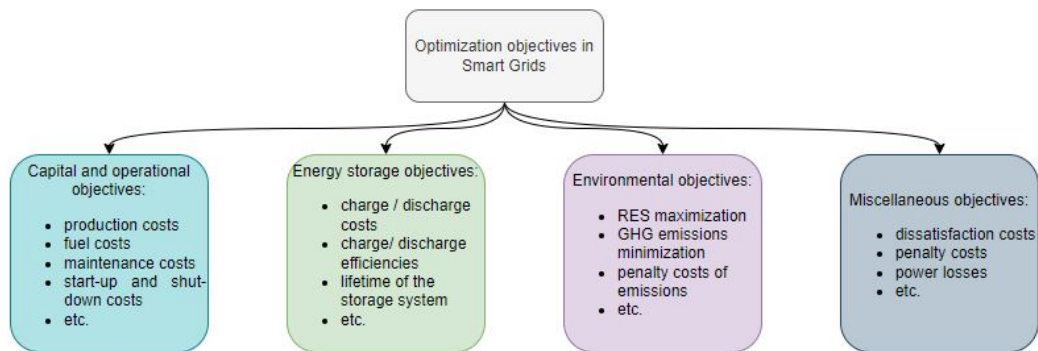 Optimization objectives in
Smart Grids
Capital and operational
objectives:
• production costs
• fuel costs
• maintenance costs
• start-up and shut-
down costs
• etc.
Energy storage objectives:
• charge / discharge
costs
• charge/ discharge
efficiencies
• lifetime of the
storage system
• etc.
Environmental objectives:
• RES maximization
• GHG emissions
minimization
• penalty costs of
emissions
• etc.
Miscellaneous objectives:
• dissatisfaction costs
• penalty costs
• power losses
• etc.